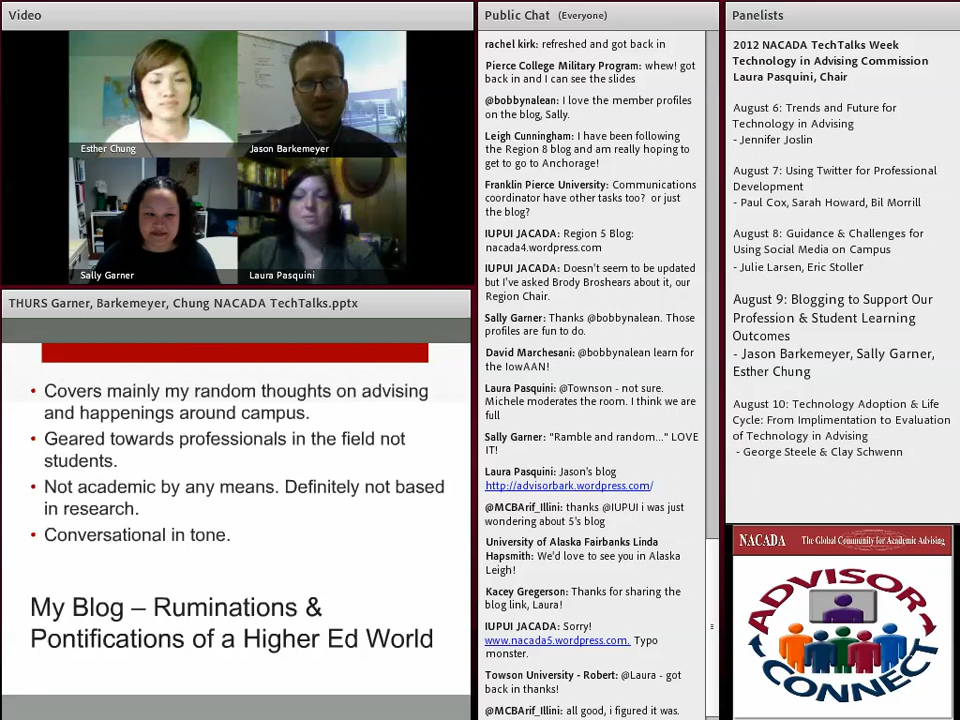 Video
Esther Chung
Jason Barkemeyer
Sally Garner
Laura Pasquini
THURS Garner, Barkemeyer, Chung NACADA TechTalks.pptx
• Covers mainly my random thoughts on advising
and happenings around campus.
• Geared towards professionals in the field not
students.
• Not academic by any means. Definitely not based
in research.
• Conversational in tone.
My Blog – Ruminations &
Pontifications of a Higher Ed World
Public Chat (Everyone)
rachel kirk: refreshed and got back in
Pierce College Military Program: whew! got
back in and I can see the slides
@bobbynalean: I love the member profiles
on the blog, Sally.
Leigh Cunningham: I have been following
the Region 8 blog and am really hoping to
get to go to Anchorage!
Franklin Pierce University: Communications
coordinator have other tasks too? or just
the blog?
IUPUI JACADA: Region 5 Blog:
nacada4.wordpress.com
IUPUI JACADA: Doesn't seem to be updated
but I've asked Brody Broshears about it, our
Region Chair.
Sally Garner: Thanks @bobbynalean. Those
profiles are fun to do.
David Marchesani: @bobbynalean learn for
the IowAAN!
Laura Pasquini: @Townson - not sure.
Michele moderates the room. I think we are
full
Sally Garner: "Ramble and random..." LOVE
IT!
Laura Pasquini: Jason's blog
http://advisorbark.wordpress.com/
@MCBArif_Illini: thanks @IUPUI i was just
wondering about 5's blog
University of Alaska Fairbanks Linda
Hapsmith: We'd love to see you in Alaska
Leigh!
Kacey Gregerson: Thanks for sharing the
blog link, Laura!
IUPUI JACADA: Sorry!
www.nacada5.wordpress.com. Typo
monster.
Towson University - Robert: @Laura - got
back in thanks!
@MCBArif_Illini: all good, i figured it was.
Panelists
2012 NACADA TechTalks Week
Technology in Advising Commission
Laura Pasquini, Chair
August 6: Trends and Future for
Technology in Advising
- Jennifer Joslin
August 7: Using Twitter for Professional
Development
- Paul Cox, Sarah Howard, Bil Morrill
August 8: Guidance & Challenges for
Using Social Media on Campus
- Julie Larsen, Eric Stoller
August 9: Blogging to Support Our
Profession & Student Learning
Outcomes
- Jason Barkemeyer, Sally Garner,
Esther Chung
August 10: Technology Adoption & Life
Cycle: From Implimentation to Evaluation
of Technology in Advising
- George Steele & Clay Schwenn
NACADA The Global Community for Academic Advising
ADVISOR
CONNECT